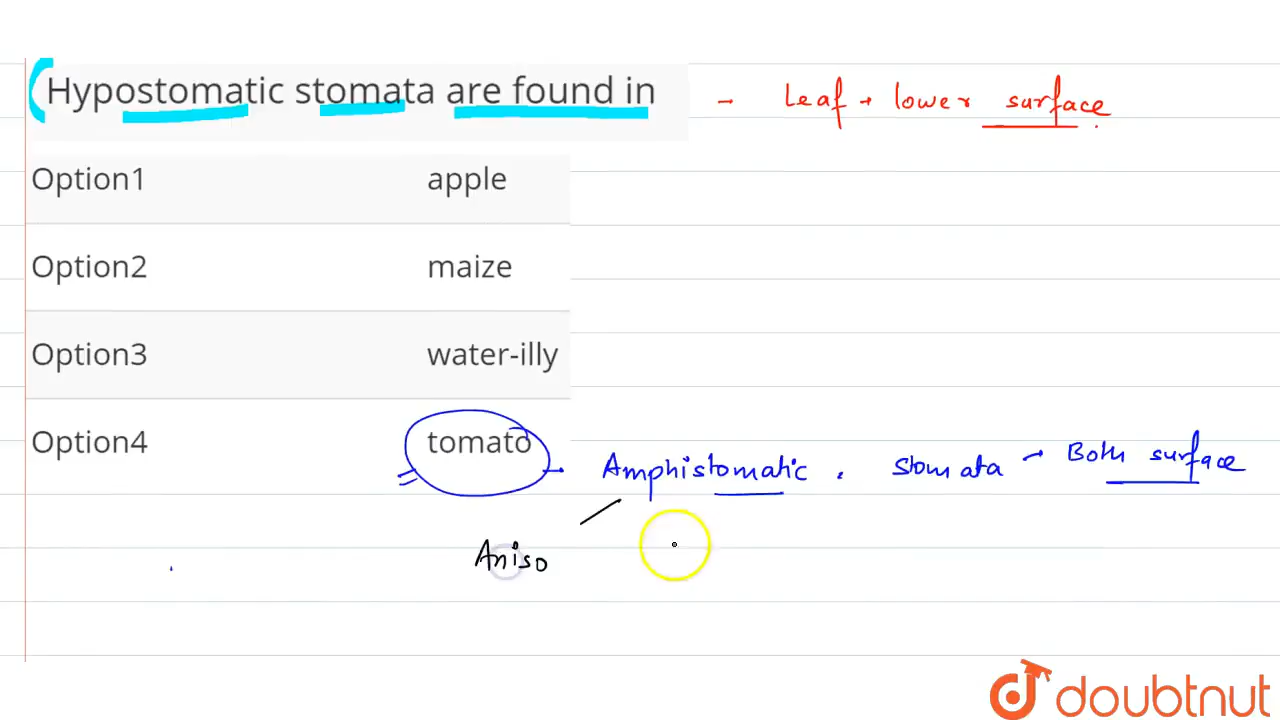 Hypostomatic stomata are found in - Leaf → lower surface
Option1 apple
Option2 maize
Option3 water-illy
Option4 tomato → Amphistomatic . Stomata → Both surface
Aniso
doubtnut